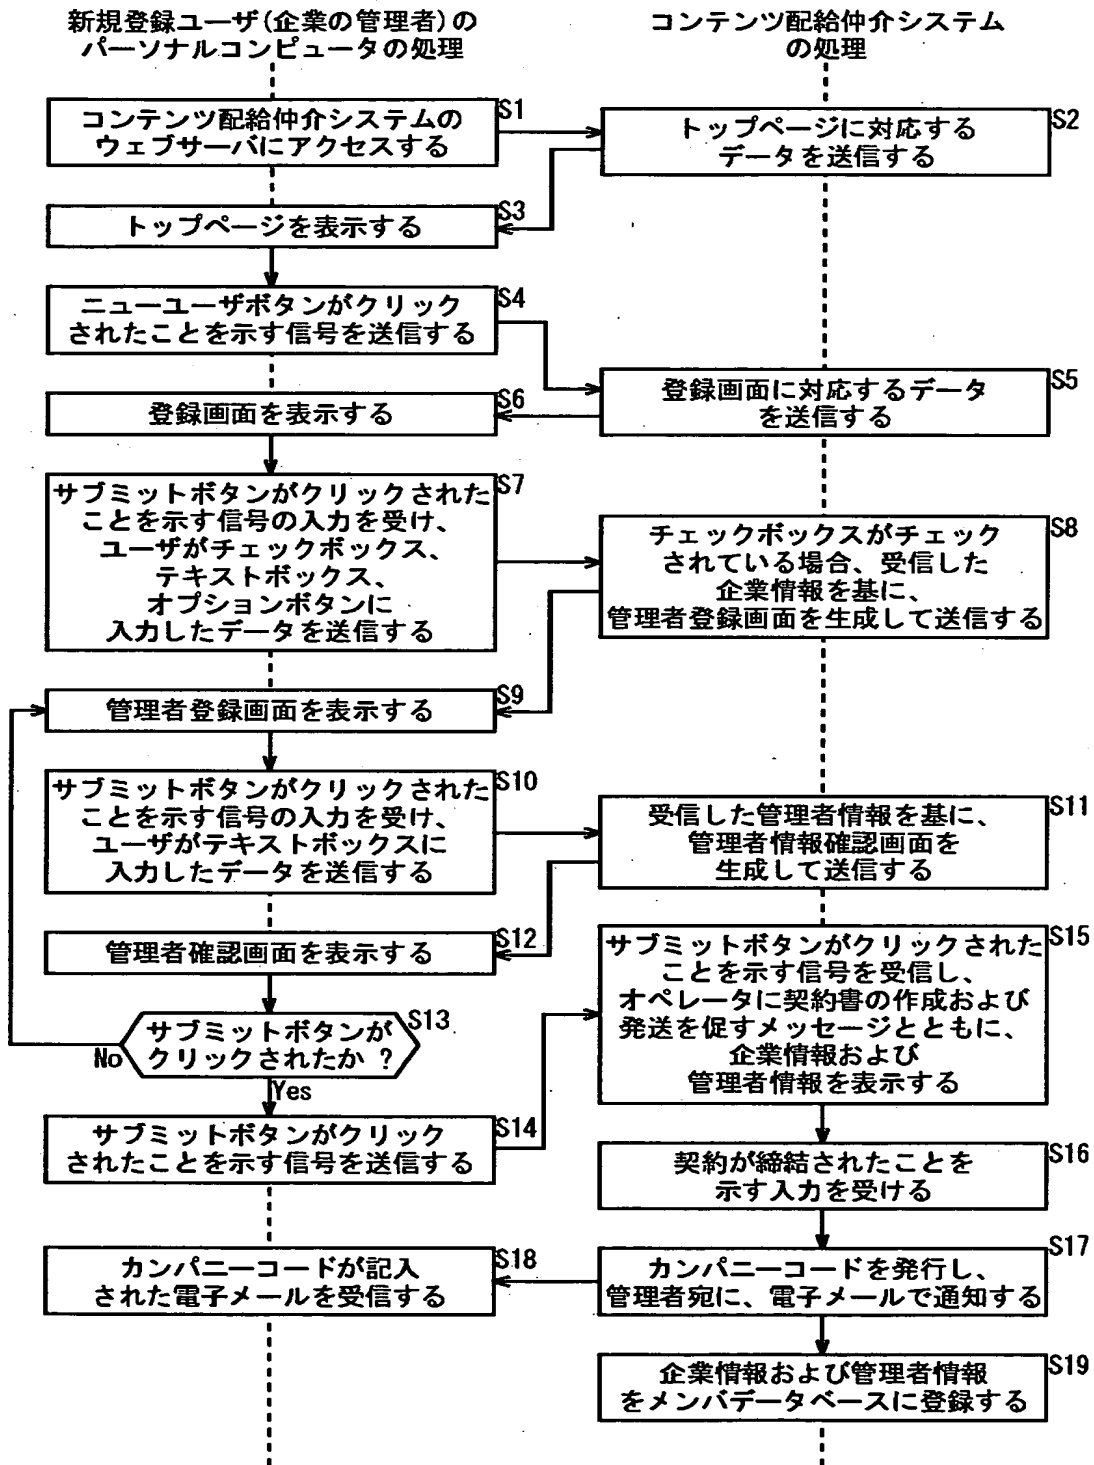 新規登録ユーザ(企業の管理者)の
パーソナルコンピュータの処理
コンテンツ配給仲介システム
の処理
S1
コンテンツ配給仲介システムの
ウェブサーバにアクセスする
S2
トップページに対応する
データを送信する
S3
トップページを表示する
S4
ニューユーザボタンがクリック
されたことを示す信号を送信する
S5
登録画面に対応するデータ
を送信する
S6
登録画面を表示する
S7
サブミットボタンがクリックされた
ことを示す信号の入力を受け、
ユーザがチェックボックス、
テキストボックス、
オプションボタンに
入力したデータを送信する
S8
チェックボックスがチェック
されている場合、受信した
企業情報を基に、
管理者登録画面を生成して送信する
S9
管理者登録画面を表示する
S10
サブミットボタンがクリックされた
ことを示す信号の入力を受け、
ユーザがテキストボックスに
入力したデータを送信する
S11
受信した管理者情報を基に、
管理者情報確認画面を
生成して送信する
S12
管理者確認画面を表示する
S13
サブミットボタンが
クリックされたか ?
No
Yes
S14
サブミットボタンがクリック
されたことを示す信号を送信する
S15
サブミットボタンがクリックされた
ことを示す信号を受信し、
オペレータに契約書の作成および
発送を促すメッセージとともに、
企業情報および
管理者情報を表示する
S16
契約が締結されたことを
示す入力を受ける
S17
カンパニーコードを発行し、
管理者宛に、電子メールで通知する
S18
カンパニーコードが記入
された電子メールを受信する
S19
企業情報および管理者情報
をメンバデータベースに登録する